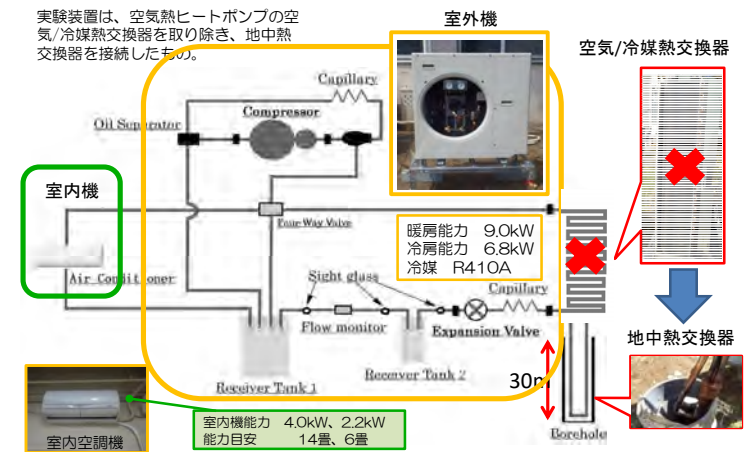 実験装置は、空気熱ヒートポンプの空
気/冷媒熱交換器を取り除き、地中熱
交換器を接続したもの。
室外機
空気/冷媒熱交換器
Capillary
Compressor
Oil Separator
室内機
Four Way Valve
暖房能力 9.0kW
冷房能力 6.8kW
冷媒 R410A
Air Conditioner
Sight glass
Capillary
Flow monitor
Expansion Valve
地中熱交換器
Receiver Tank 1
Receaver Tank 2
30m
室内機能力 4.0kW、2.2kW
能力目安 14畳、6畳
室内空調機
Borehole